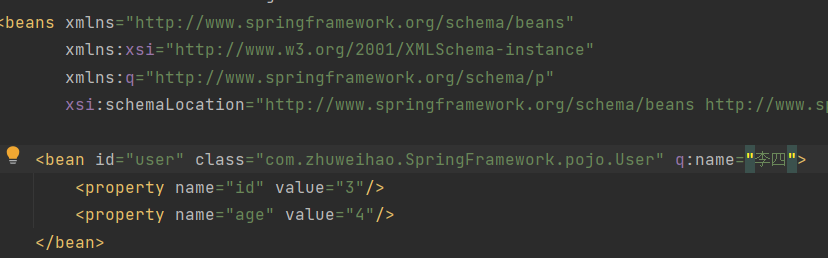 <beans xmlns="http://www.springframework.org/schema/beans"
xmlns:xsi="http://www.w3.org/2001/XMLSchema-instance"
xmlns:q="http://www.springframework.org/schema/p"
xsi:schemaLocation="http://www.springframework.org/schema/beans http://www.sp
<bean id="user" class="com.zhuweihao.SpringFramework.pojo.User" q:name="李四">
<property name="id" value="3"/>
<property name="age" value="4"/>
</bean>